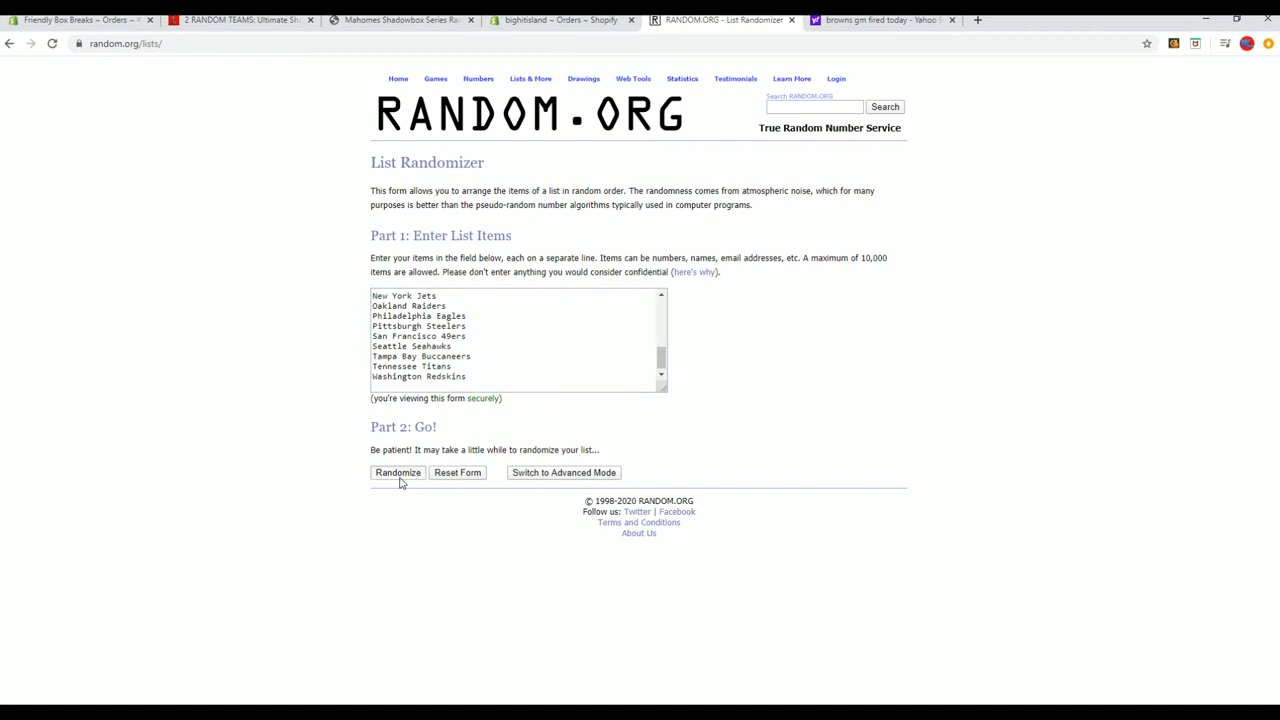 Friendly Box Breaks ~ Orders ~
2 RANDOM TEAMS: Ultimate Sh
Mahomes Shadowbox Series Ran
bighitisland ~ Orders ~ Shopify
RANDOM.ORG - List Randomizer
browns gm fired today - Yahoo
random.org/lists/
Home Games Numbers Lists & More Drawings Web Tools Statistics Testimonials Learn More Login
Search RANDOM.ORG
RANDOM.ORG
Search
True Random Number Service
List Randomizer
This form allows you to arrange the items of a list in random order. The randomness comes from atmospheric noise, which for many
purposes is better than the pseudo-random number algorithms typically used in computer programs.
Part 1: Enter List Items
Enter your items in the field below, each on a separate line. Items can be numbers, names, email addresses, etc. A maximum of 10,000
items are allowed. Please don't enter anything you would consider confidential (here's why).
New York Jets
Oakland Raiders
Philadelphia Eagles
Pittsburgh Steelers
San Francisco 49ers
Seattle Seahawks
Tampa Bay Buccaneers
Tennessee Titans
Washington Redskins
(you're viewing this form securely)
Part 2: Go!
Be patient! It may take a little while to randomize your list...
Randomize Reset Form Switch to Advanced Mode
© 1998-2020 RANDOM.ORG
Follow us: Twitter | Facebook
Terms and Conditions
About Us